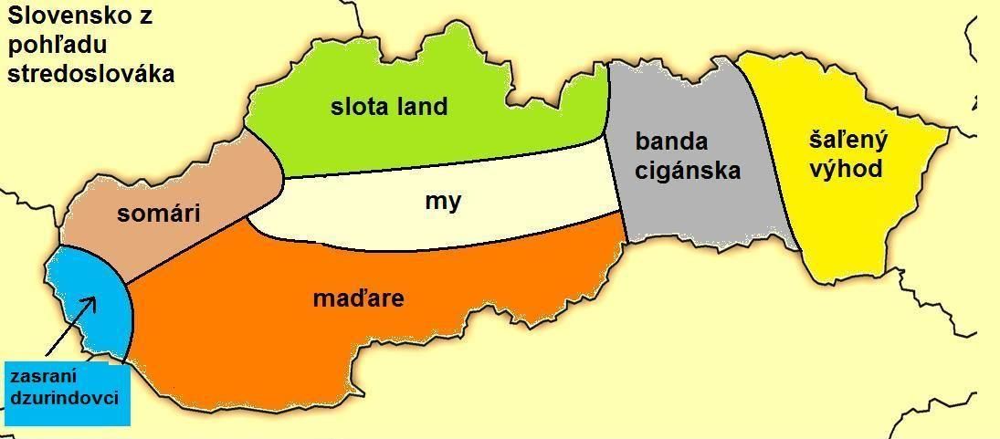 Slovensko z
pohľadu
stredoslováka
slota land
banda
cigánska
šaľený
výhod
my
somári
maďare
zasraní
dzurindovci